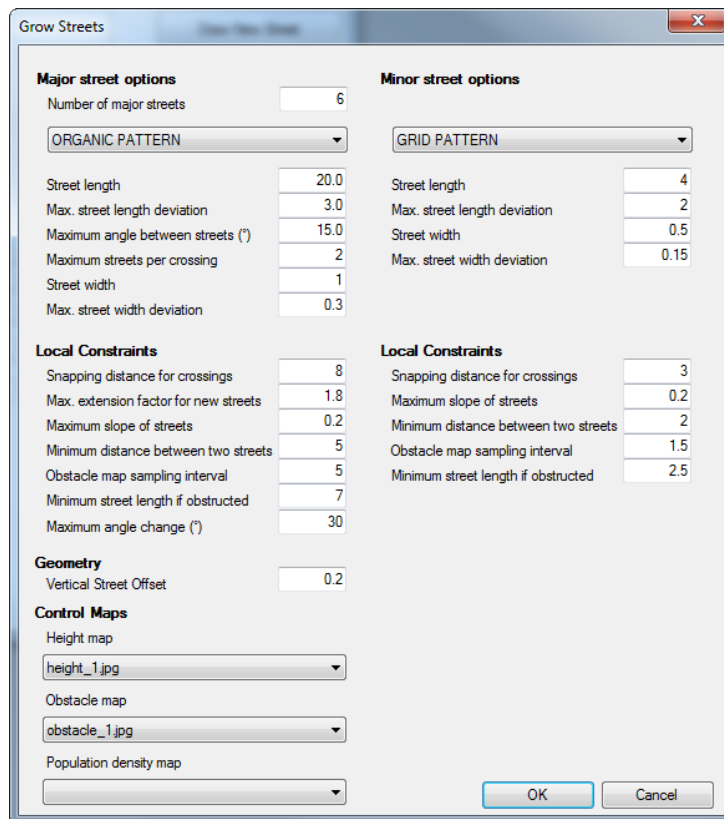 Grow Streets
Draw New Street
Major street options
Number of major streets 6
ORGANIC PATTERN
Street length 20.0
Max. street length deviation 3.0
Maximum angle between streets (°) 15.0
Maximum streets per crossing 2
Street width 1
Max. street width deviation 0.3
Local Constraints
Snapping distance for crossings 8
Max. extension factor for new streets 1.8
Maximum slope of streets 0.2
Minimum distance between two streets 5
Obstacle map sampling interval 5
Minimum street length if obstructed 7
Maximum angle change (°) 30
Geometry
Vertical Street Offset 0.2
Control Maps
Height map
height_1.jpg
Obstacle map
obstacle_1.jpg
Population density map
Minor street options
GRID PATTERN
Street length 4
Max. street length deviation 2
Street width 0.5
Max. street width deviation 0.15
Local Constraints
Snapping distance for crossings 3
Maximum slope of streets 0.2
Minimum distance between two streets 2
Obstacle map sampling interval 1.5
Minimum street length if obstructed 2.5
OK Cancel